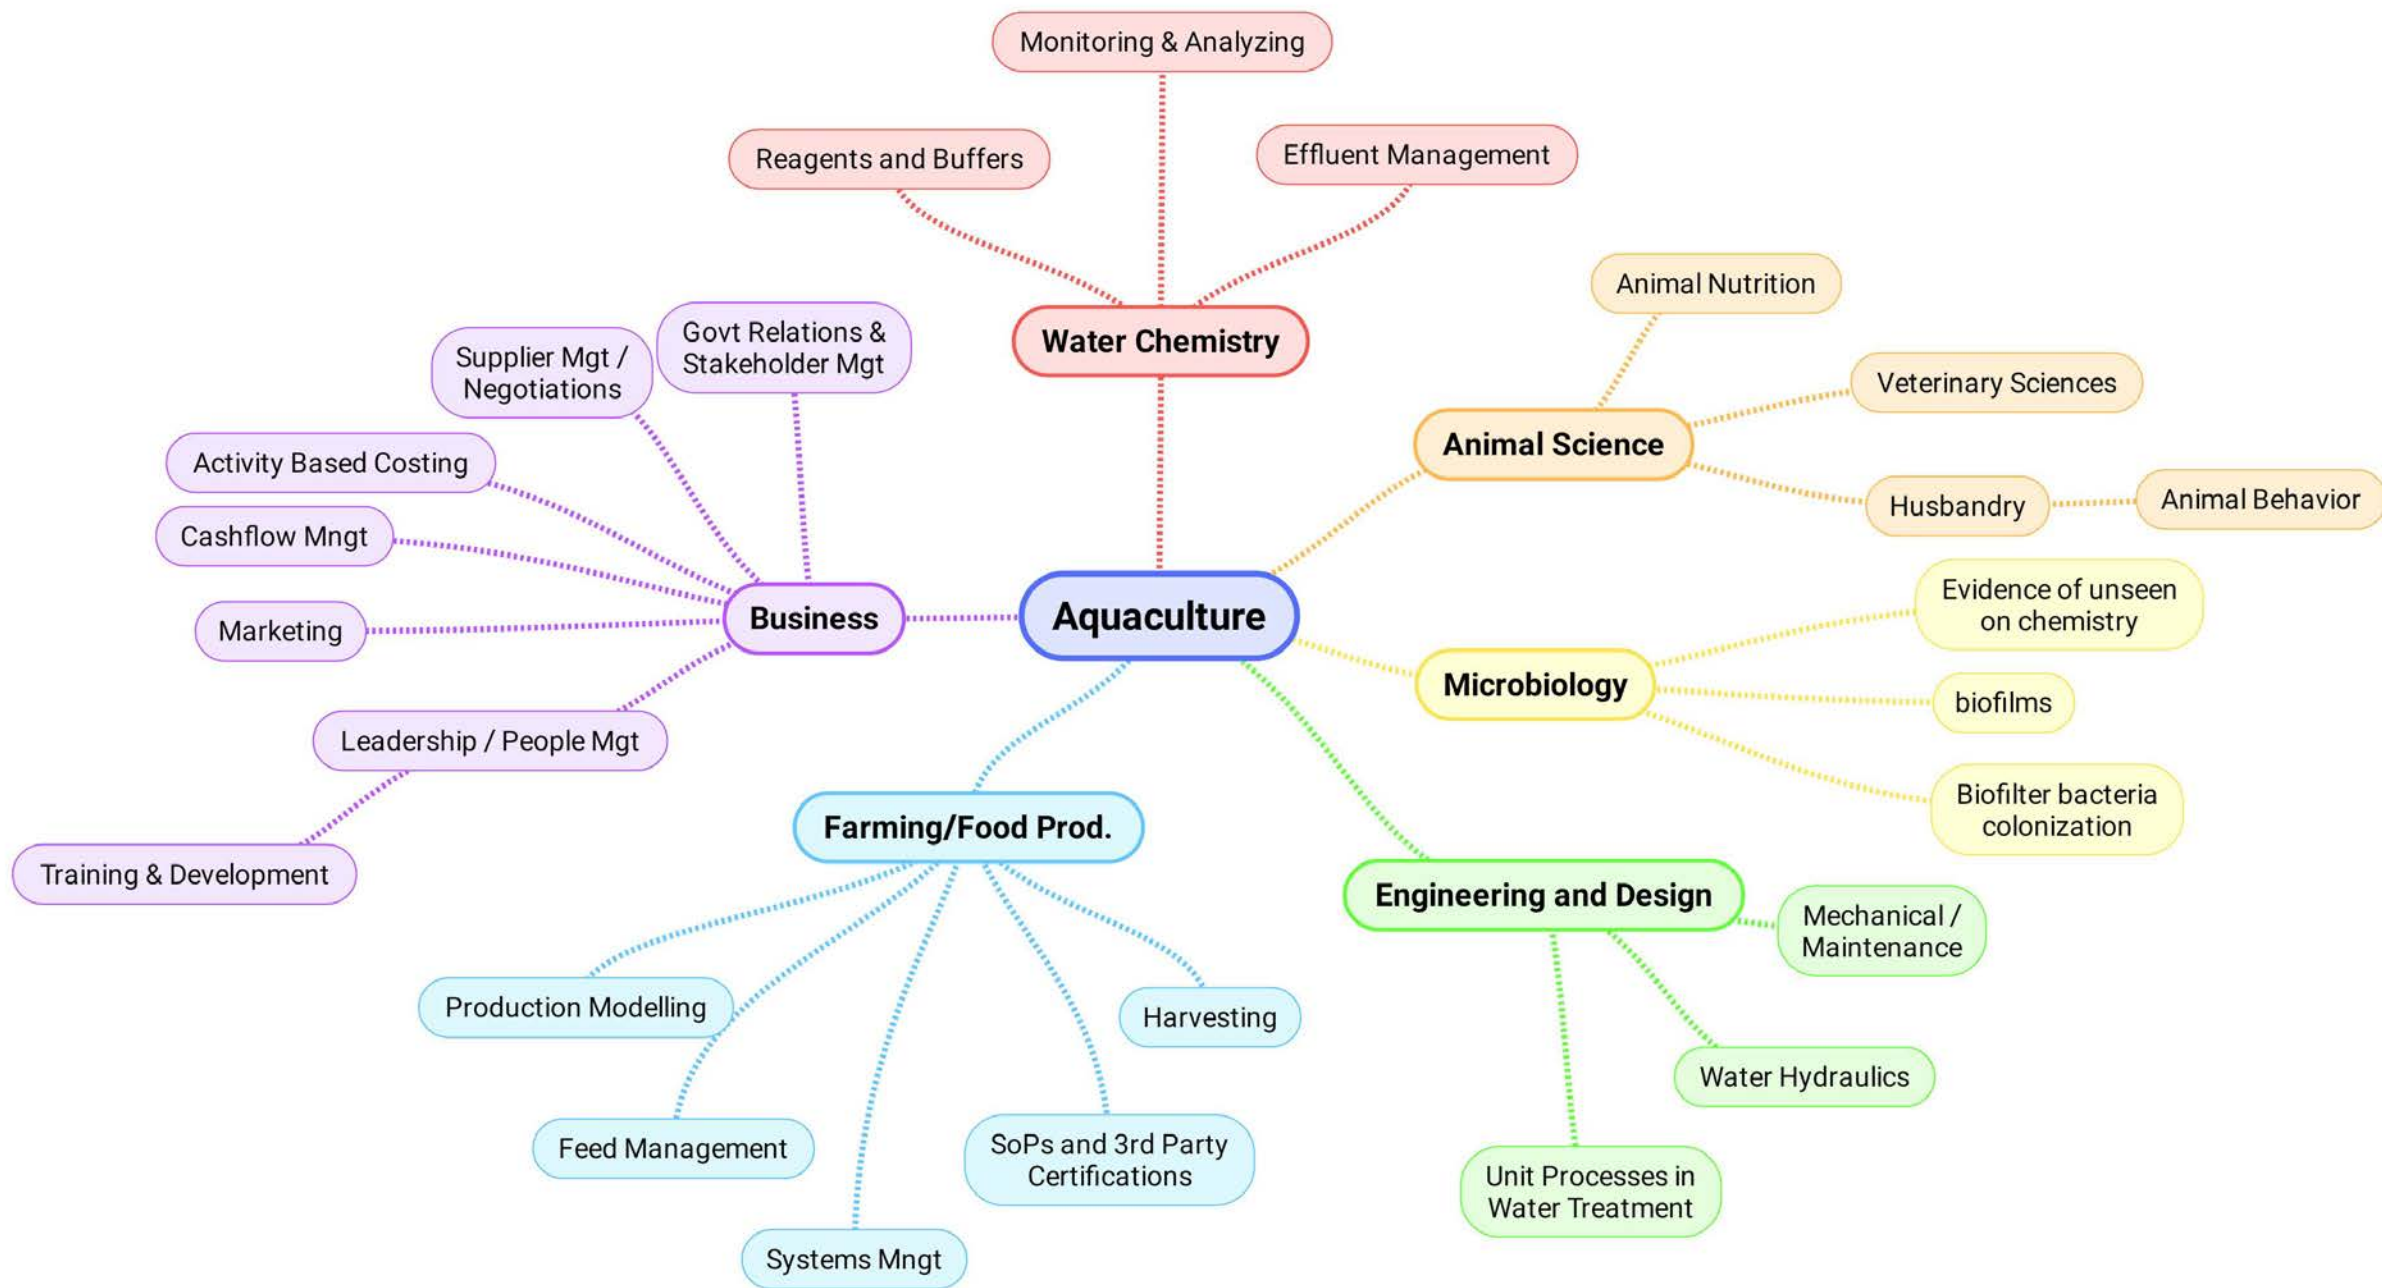 Monitoring & Analyzing
Reagents and Buffers
Effluent Management
Water Chemistry
Animal Nutrition
Veterinary Sciences
Animal Science
Husbandry
Animal Behavior
Govt Relations &
Stakeholder Mgt
Supplier Mgt /
Negotiations
Activity Based Costing
Cashflow Mngt
Marketing
Business
Leadership / People Mgt
Training & Development
Aquaculture
Evidence of unseen
on chemistry
Microbiology
biofilms
Biofilter bacteria
colonization
Farming/Food Prod.
Production Modelling
Feed Management
Systems Mngt
SoPs and 3rd Party
Certifications
Harvesting
Engineering and Design
Mechanical /
Maintenance
Water Hydraulics
Unit Processes in
Water Treatment